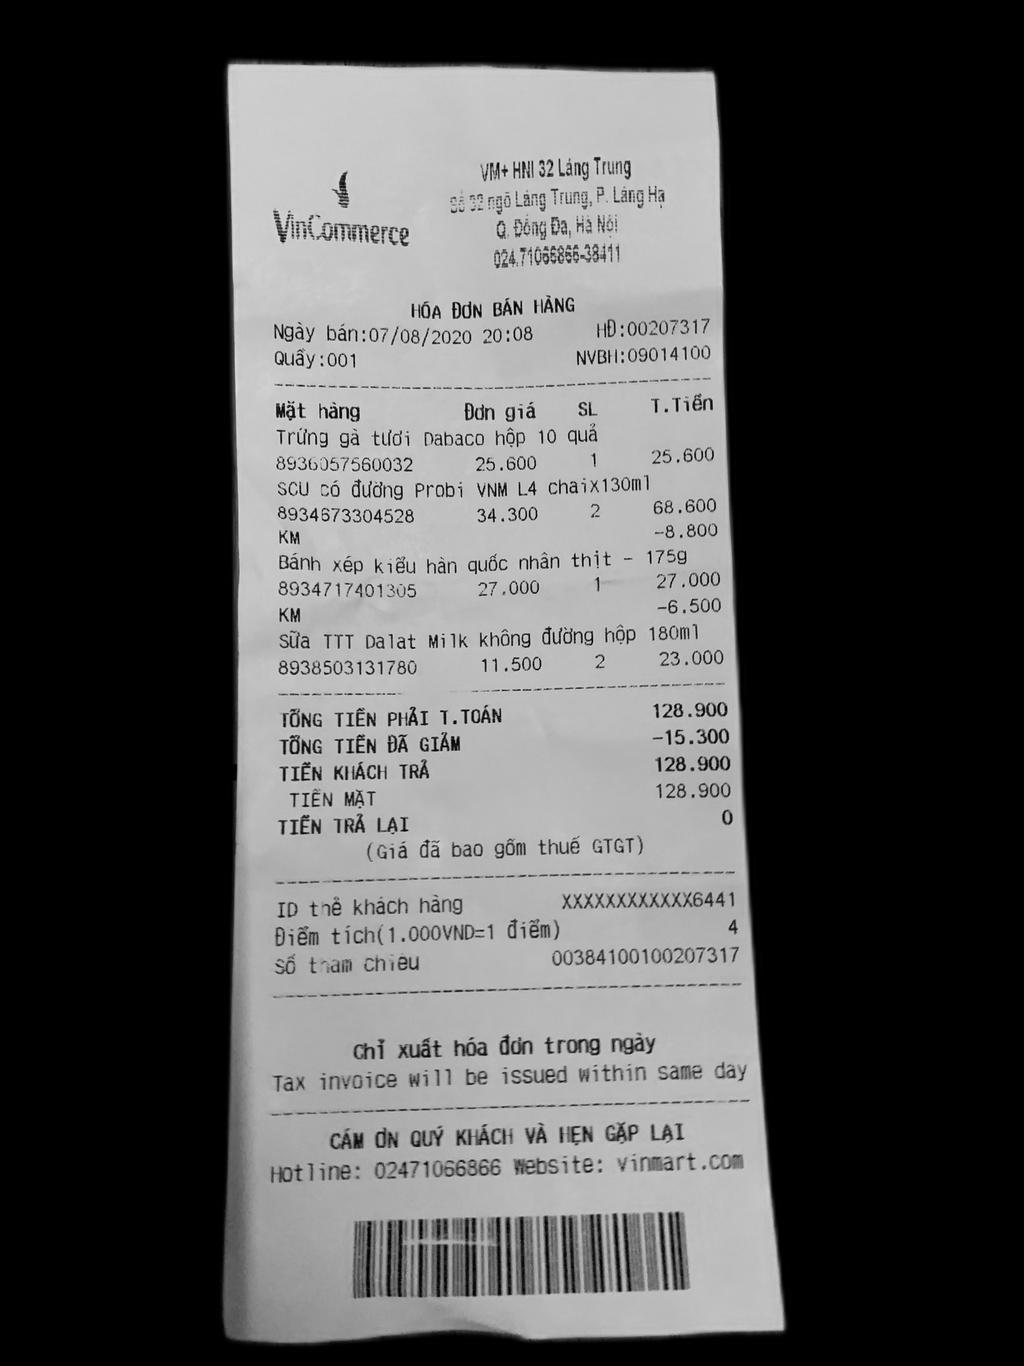 VinCommerce
VM+ HNI 32 Láng Trung
Số 32 ngõ Láng Trung, P. Láng Hạ
Q. Đống Đa, Hà Nội
024.71066866-38411
HÓA ĐƠN BÁN HÀNG
Ngày bán:07/08/2020 20:08 HĐ:00207317
Quầy:001 NVBH:09014100
Mặt hàng Đơn giá SL T.Tiền
Trứng gà tươi Dabaco hộp 10 quả
8936057560032 25.600 1 25.600
SCU có đường Probi VNM L4 chaix130ml
8934673304528 34.300 2 68.600
KM -8.800
Bánh xép kiểu hàn quốc nhân thịt - 175g
8934717401305 27.000 1 27.000
KM -6.500
Sữa TTT Dalat Milk không đường hộp 180ml
8938503131780 11.500 2 23.000
TỔNG TIỀN PHẢI T.TOÁN 128.900
TỔNG TIỀN ĐÃ GIẢM -15.300
TIỀN KHÁCH TRẢ 128.900
TIỀN MẶT 128.900
TIỀN TRẢ LẠI 0
(Giá đã bao gồm thuế GTGT)
ID thẻ khách hàng XXXXXXXXXXXX6441
Điểm tích(1.000VND=1 điểm) 4
Số tham chiếu 00384100100207317
Chỉ xuất hóa đơn trong ngày
Tax invoice will be issued within same day
CẢM ƠN QUÝ KHÁCH VÀ HẸN GẶP LẠI
Hotline: 02471066866 Website: vinmart.com